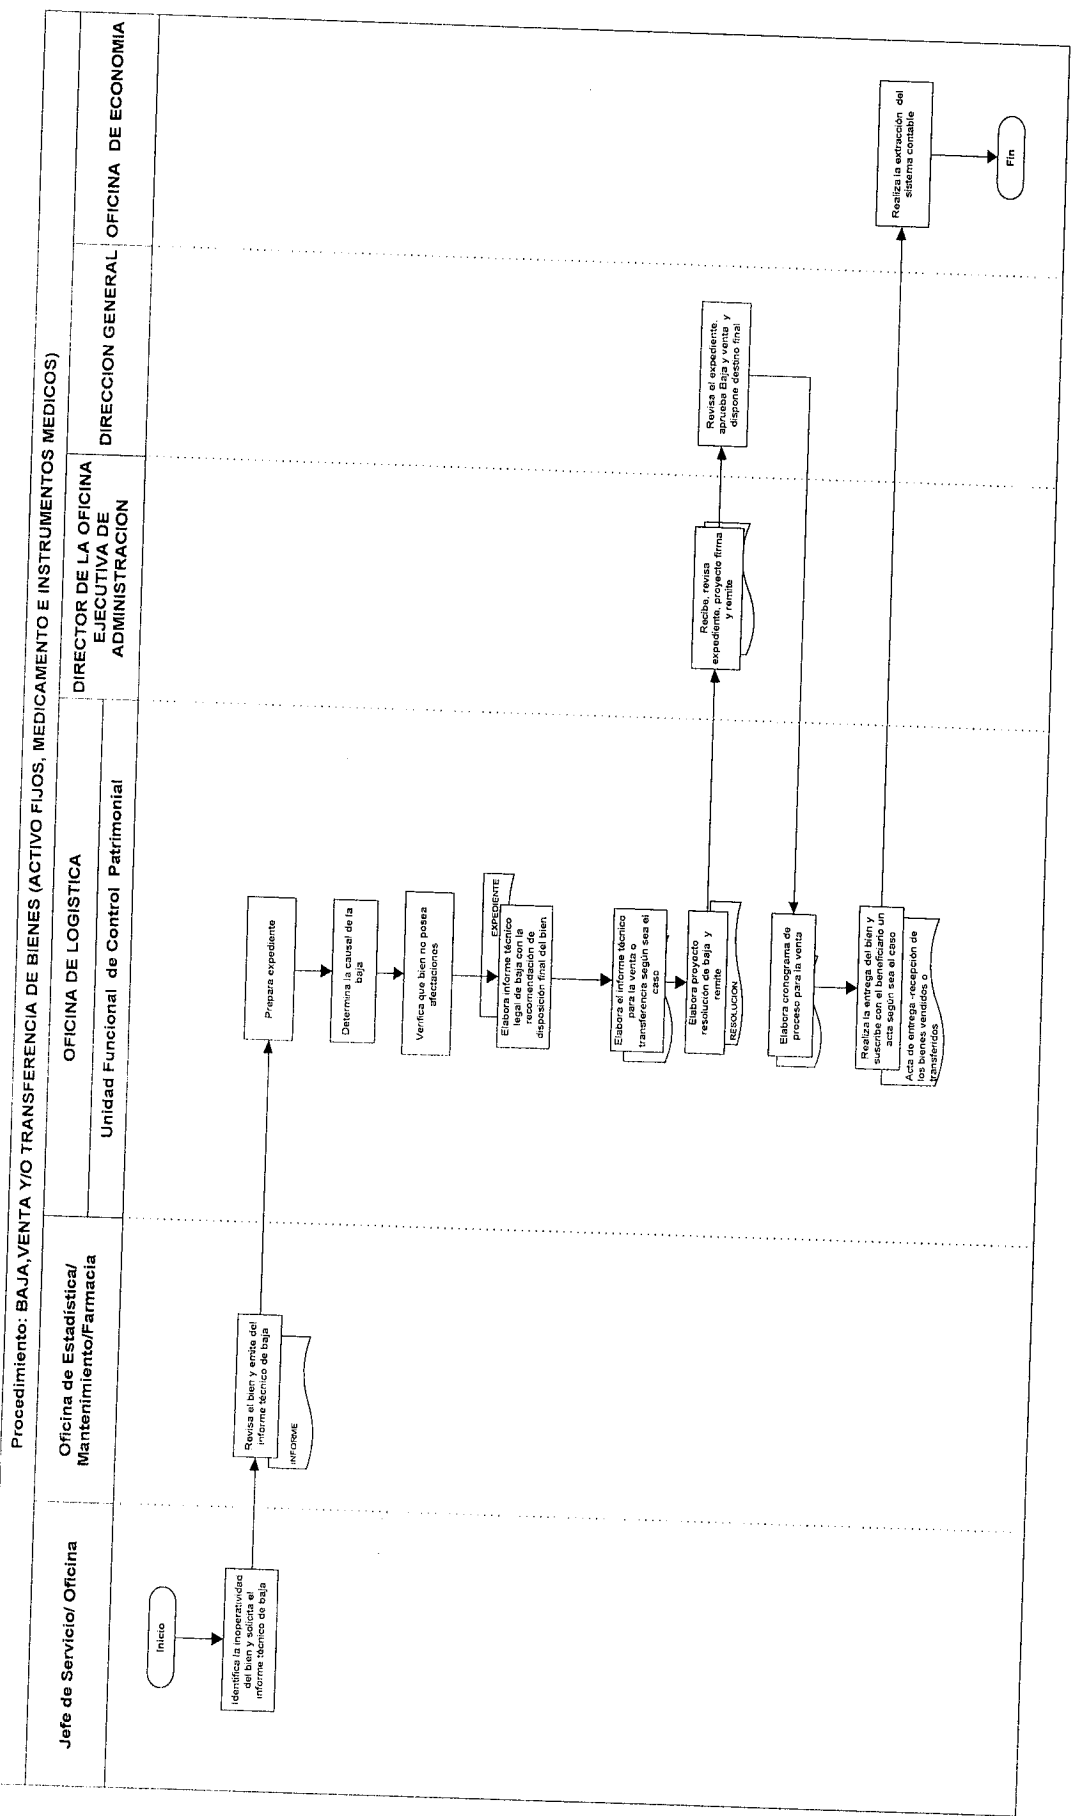 Procedimiento: BAJA,VENTA Y/O TRANSFERENCIA DE BIENES (ACTIVO FIJOS, MEDICAMENTO E INSTRUMENTOS MEDICOS)
Jefe de Servicio/ Oficina
Oficina de Estadística/
Mantenimiento/Farmacia
OFICINA DE LOGISTICA
Unidad Funcional de Control Patrimonial
DIRECTOR DE LA OFICINA
EJECUTIVA DE
ADMINISTRACION
DIRECCION GENERAL
OFICINA DE ECONOMIA
Inicio
Identifica la inoperatividad
del bien y solicita el
informe técnico de baja
Revisa el bien y emite del
informe técnico de baja
INFORME
Prepara expediente
Determina la causal de la
baja
Verifica que bien no posea
afectaciones
EXPEDIENTE
Elabora informe técnico
legal de baja con la
recomendación de
disposición final del bien
Elabora el informe técnico
para la venta o
transferencia según sea el
caso
Elabora proyecto
resolución de baja y
remite
RESOLUCION
Recibe, revisa
expediente, proyecto firma
y remite
Revisa el expediente,
aprueba Baja y venta y
dispone destino final
Elabora cronograma de
proceso para la venta
Realiza la entrega del bien y
suscribe con el beneficiario un
acta según sea el caso
Acta de entrega -recepción de
los bienes vendidos o
transferidos
Realiza la extracción del
sistema contable
Fin